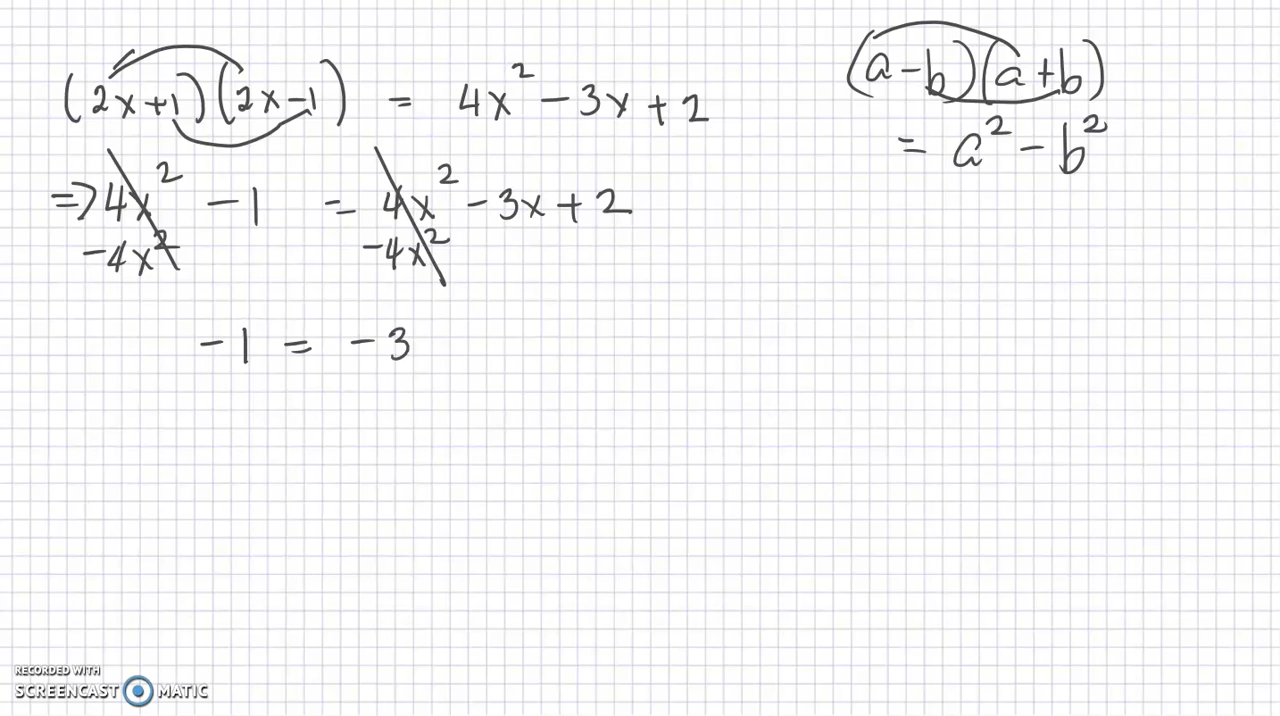 (2x+1)(2x-1) = 4x² - 3x + 2
=> 4x² - 1 = 4x² - 3x + 2
-4x² -4x²
-1 = -3
(a-b)(a+b)
= a² - b²
RECORDED WITH
SCREENCAST MATIC